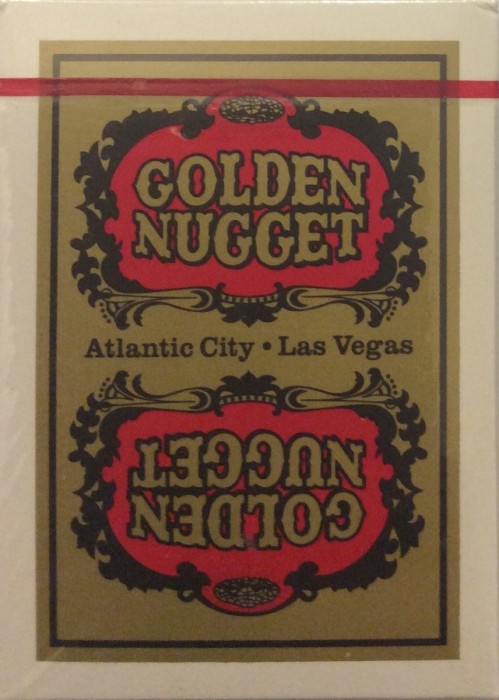 GOLDEN
NUGGET
Atlantic City • Las Vegas
GOLDEN
NUGGET